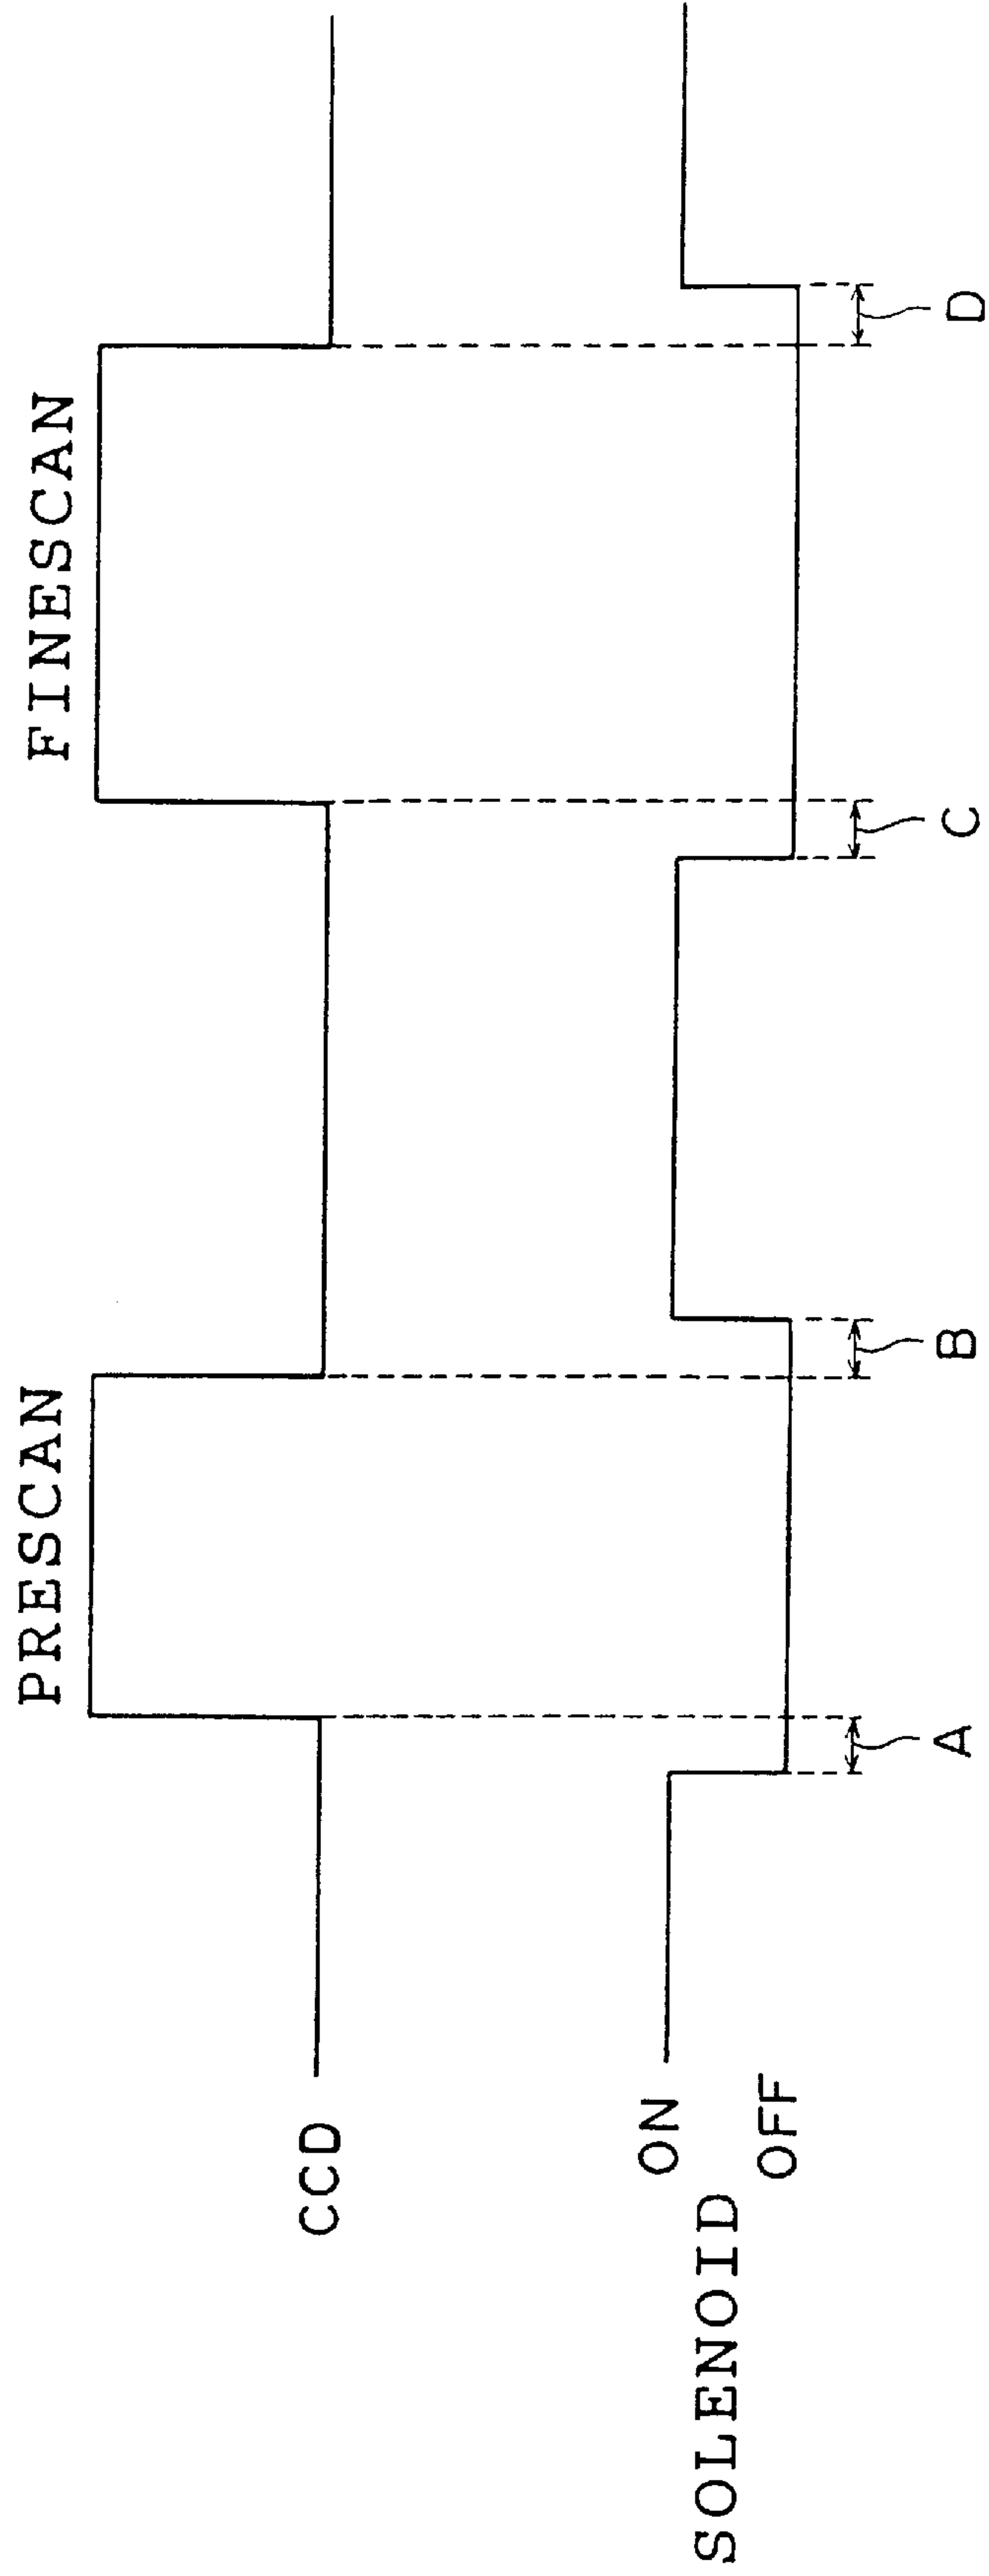 PRESCAN
FINESCAN
CCD
ON
SOLENOID
OFF
A
B
C
D